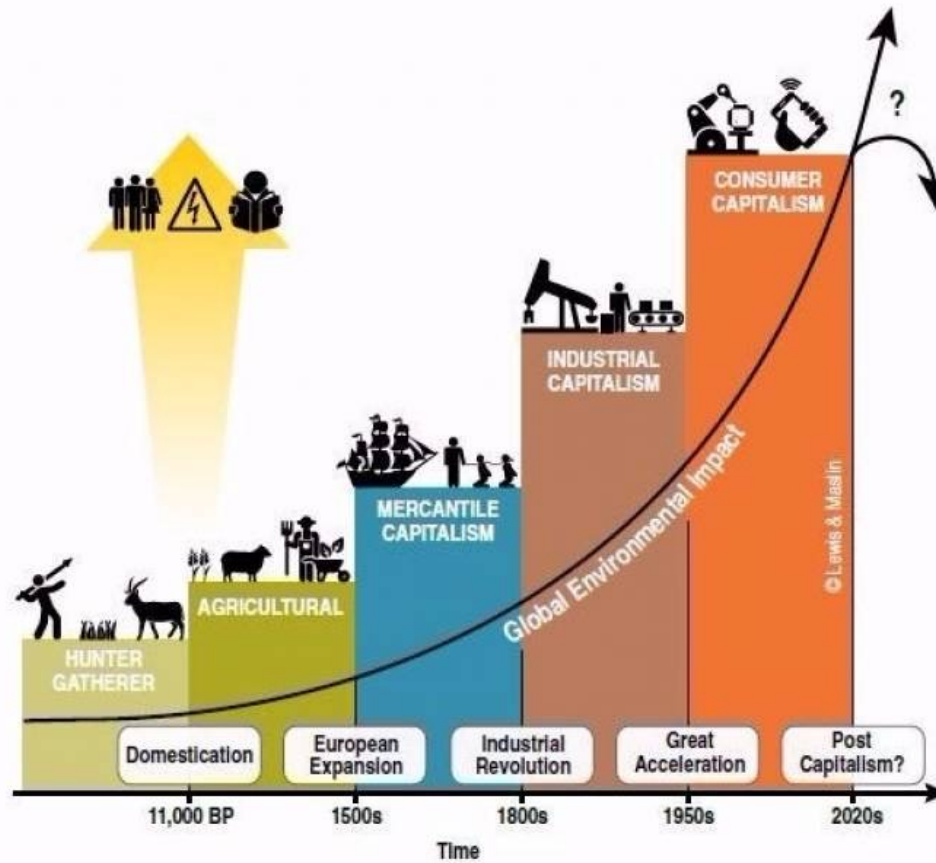 ?
CONSUMER
CAPITALISM
INDUSTRIAL
CAPITALISM
MERCANTILE
CAPITALISM
AGRICULTURAL
HUNTER
GATHERER
Global Environmental Impact
© Lewis & Maslin
Domestication
European
Expansion
Industrial
Revolution
Great
Acceleration
Post
Capitalism?
11,000 BP
1500s
1800s
1950s
2020s
Time